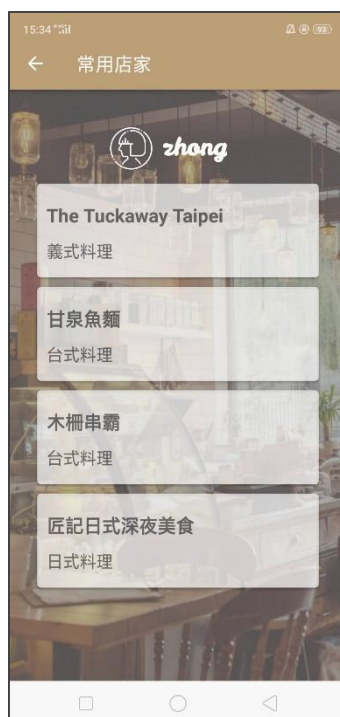 15:34
93
常用店家
zhong
The Tuckaway Taipei
義式料理
甘泉魚麵
台式料理
木柵串霸
台式料理
匠記日式深夜美食
日式料理